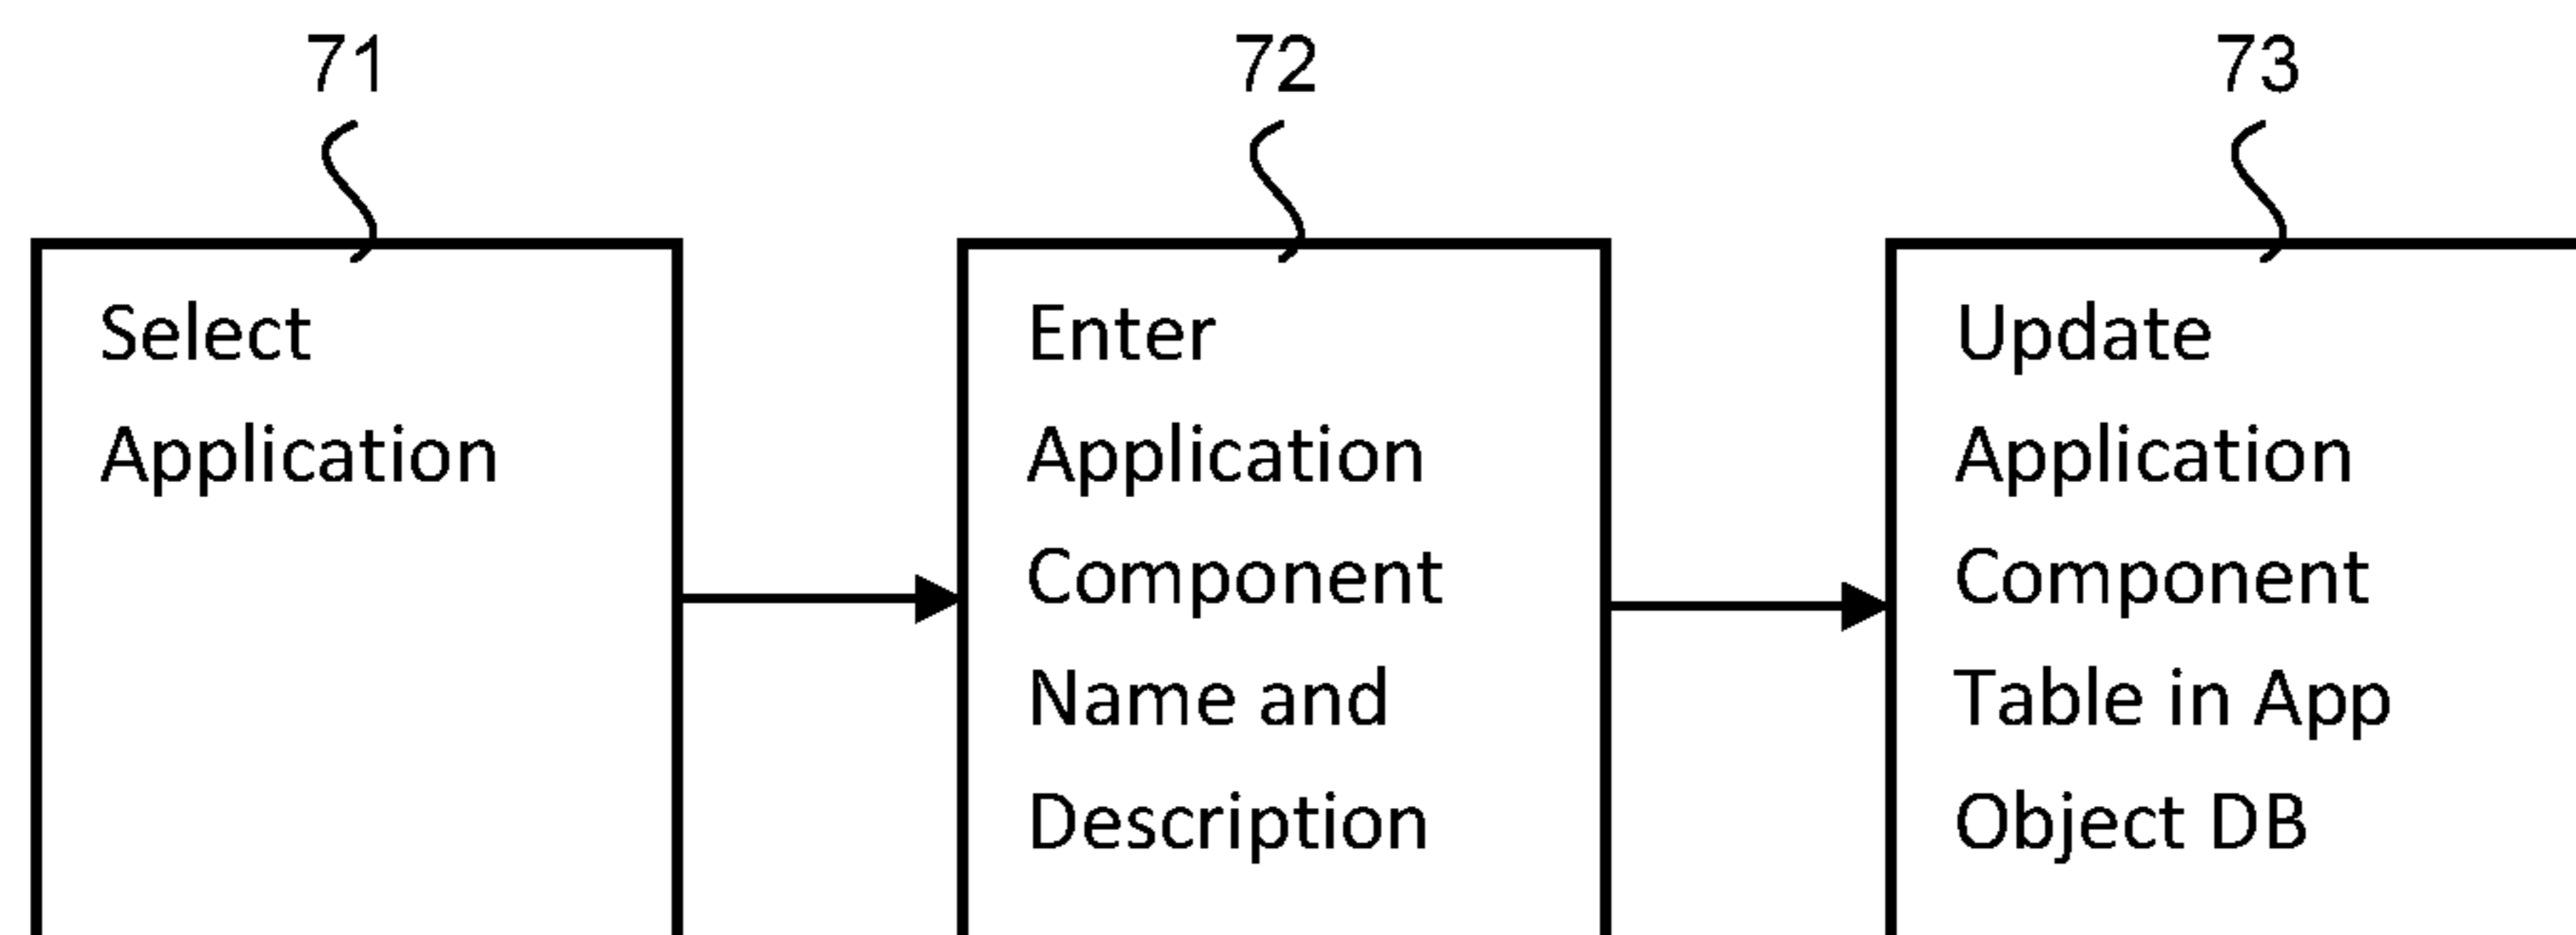 71
72
73
Select
Application
Enter
Application
Component
Name and
Description
Update
Application
Component
Table in App
Object DB